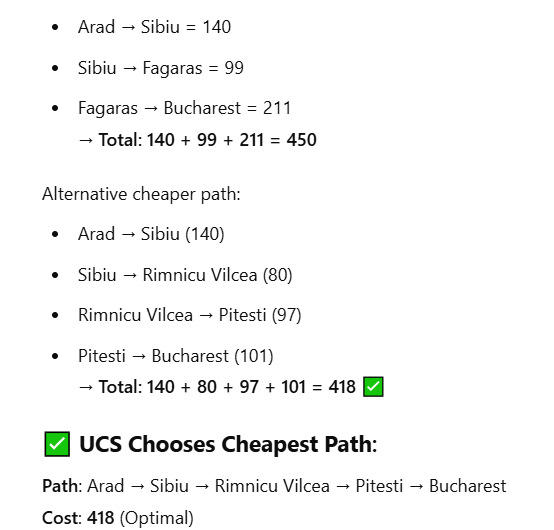 • Arad → Sibiu = 140
• Sibiu → Fagaras = 99
• Fagaras → Bucharest = 211
→ Total: 140 + 99 + 211 = 450
Alternative cheaper path:
• Arad → Sibiu (140)
• Sibiu → Rimnicu Vilcea (80)
• Rimnicu Vilcea → Pitesti (97)
• Pitesti → Bucharest (101)
→ Total: 140 + 80 + 97 + 101 = 418 ✅
✅ UCS Chooses Cheapest Path:
Path: Arad → Sibiu → Rimnicu Vilcea → Pitesti → Bucharest
Cost: 418 (Optimal)